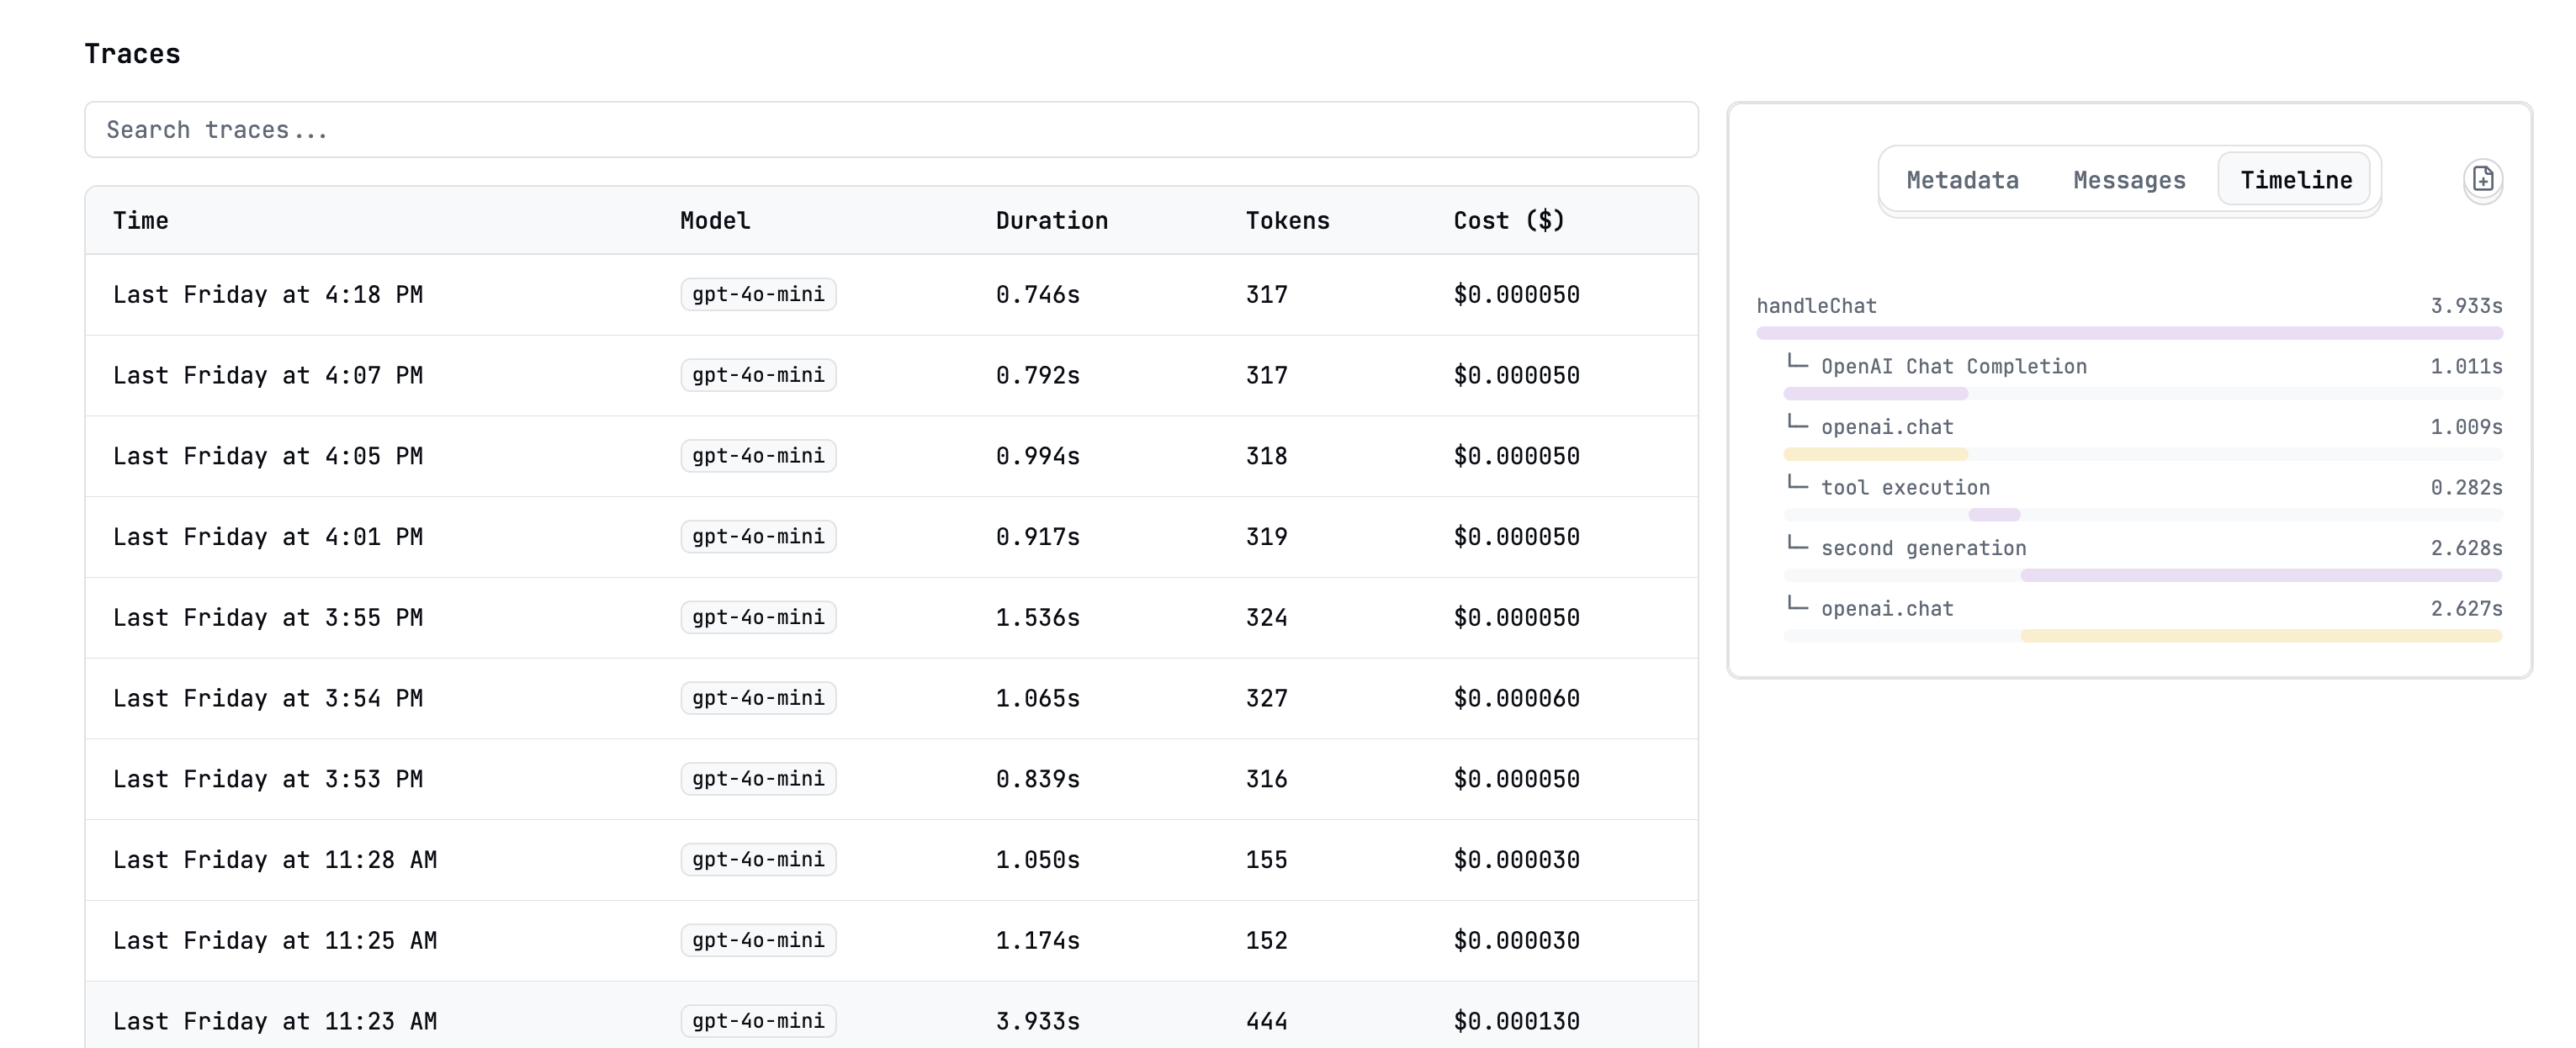 Traces
Search traces...
Time Model Duration Tokens Cost ($)
Last Friday at 4:18 PM gpt-4o-mini 0.746s 317 $0.000050
Last Friday at 4:07 PM gpt-4o-mini 0.792s 317 $0.000050
Last Friday at 4:05 PM gpt-4o-mini 0.994s 318 $0.000050
Last Friday at 4:01 PM gpt-4o-mini 0.917s 319 $0.000050
Last Friday at 3:55 PM gpt-4o-mini 1.536s 324 $0.000050
Last Friday at 3:54 PM gpt-4o-mini 1.065s 327 $0.000060
Last Friday at 3:53 PM gpt-4o-mini 0.839s 316 $0.000050
Last Friday at 11:28 AM gpt-4o-mini 1.050s 155 $0.000030
Last Friday at 11:25 AM gpt-4o-mini 1.174s 152 $0.000030
Last Friday at 11:23 AM gpt-4o-mini 3.933s 444 $0.000130
Metadata Messages Timeline
handleChat 3.933s
└─ OpenAI Chat Completion 1.011s
└─ openai.chat 1.009s
└─ tool execution 0.282s
└─ second generation 2.628s
└─ openai.chat 2.627s